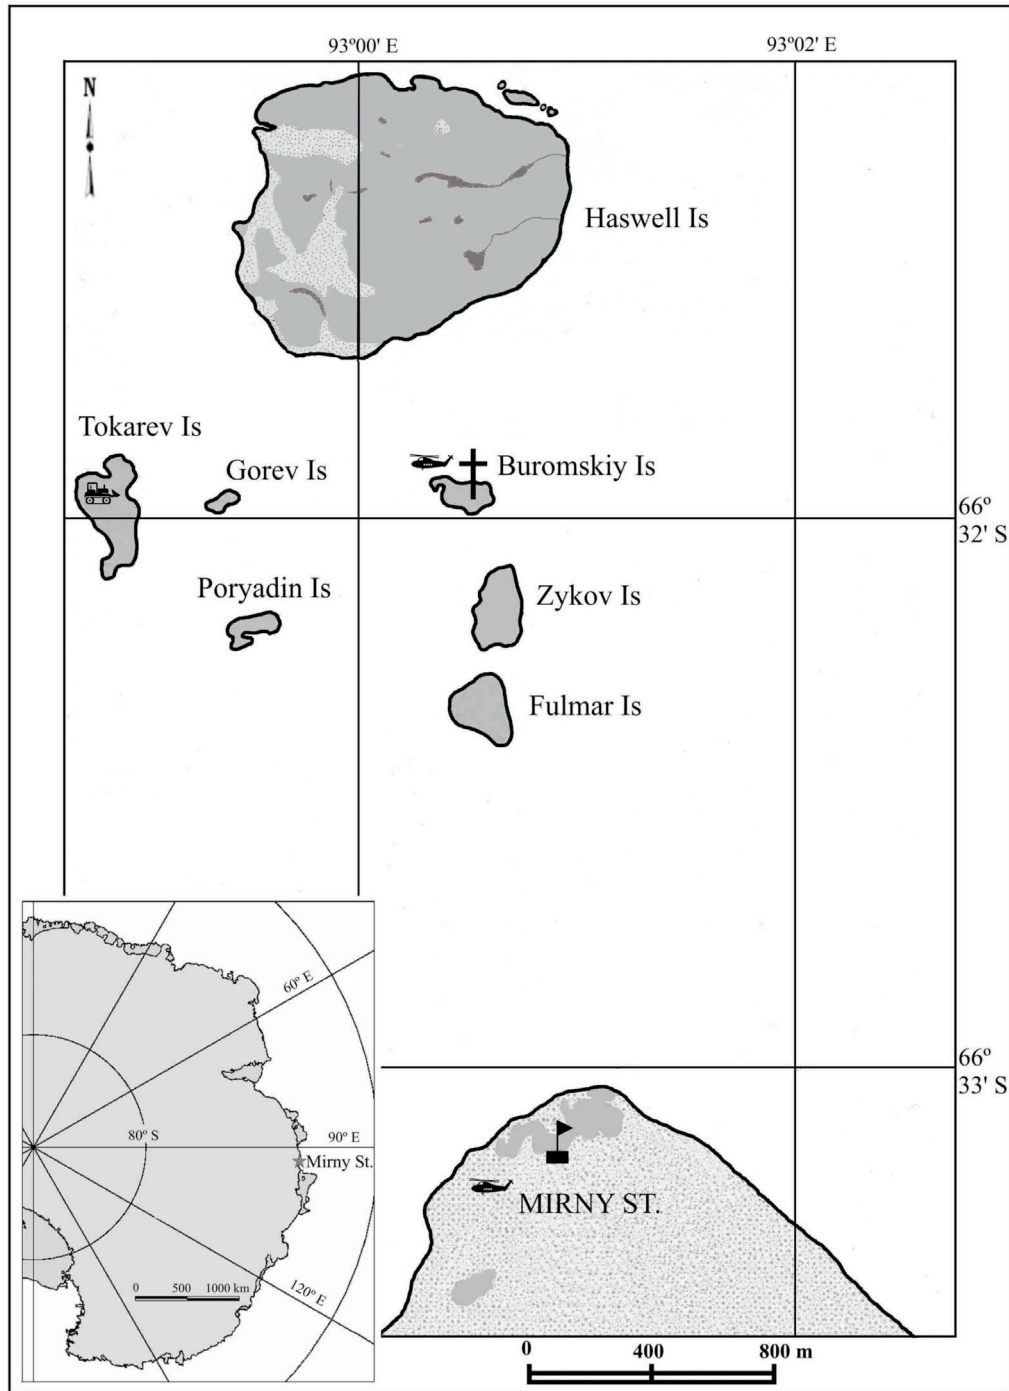 93º00' E
93º02' E
N
Haswell Is
Tokarev Is
Gorev Is
Buromskiy Is
66º
32' S
Poryadin Is
Zykov Is
Fulmar Is
66º
33' S
60º E
80º S
90º E
Mirny St.
120º E
0 500 1000 km
MIRNY ST.
0 400 800 m